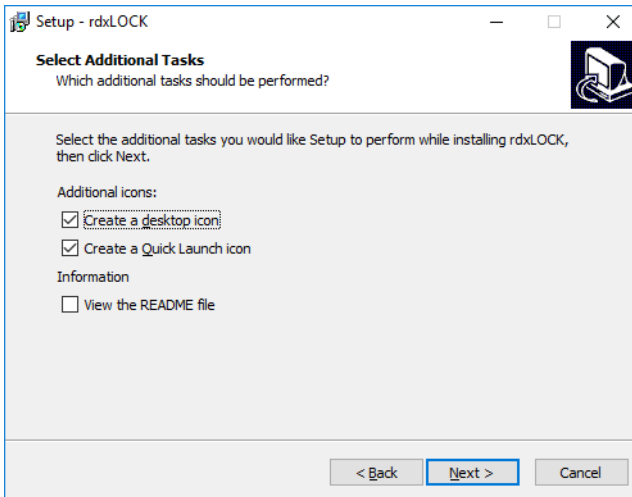 Setup - rdxLOCK
Select Additional Tasks
Which additional tasks should be performed?
Select the additional tasks you would like Setup to perform while installing rdxLOCK,
then click Next.
Additional icons:
Create a desktop icon
Create a Quick Launch icon
Information
View the README file
< Back Next > Cancel